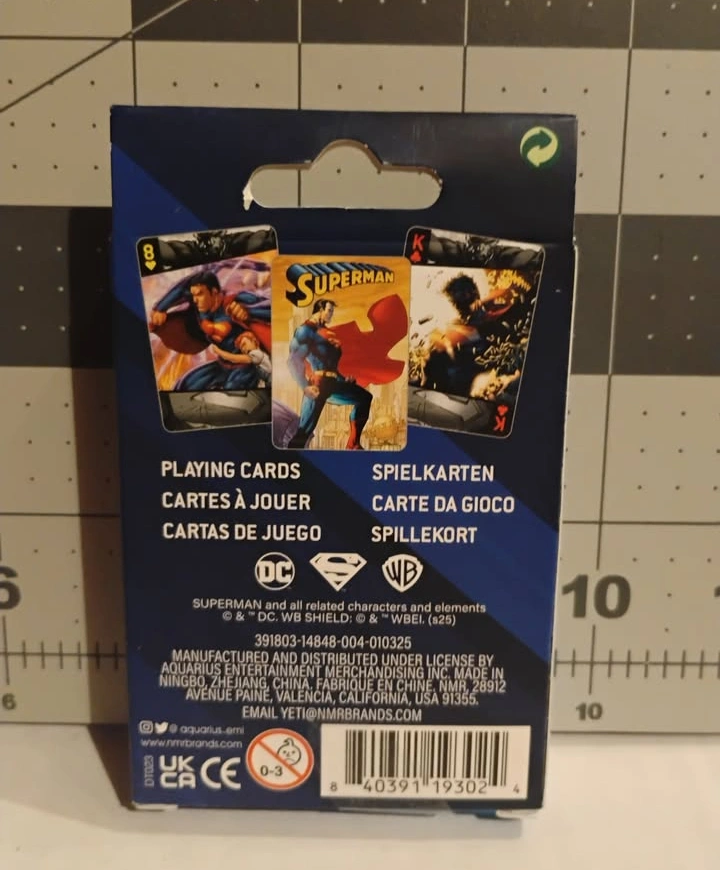 8
K
SUPERMAN
K
PLAYING CARDS
SPIELKARTEN
CARTES À JOUER
CARTE DA GIOCO
CARTAS DE JUEGO
SPILLEKORT
DC
S
WB
SUPERMAN and all related characters and elements
© & ™ DC. WB SHIELD: © & ™ WBEI. (s25)
391803-14848-004-010325
MANUFACTURED AND DISTRIBUTED UNDER LICENSE BY
AQUARIUS ENTERTAINMENT MERCHANDISING INC. MADE IN
NINGBO, ZHEJIANG, CHINA. FABRIQUÉ EN CHINE. NMR, 28912
AVENUE PAINE, VALENCIA, CALIFORNIA, USA 91355.
EMAIL YETI@NMRBRANDS.COM
@ aquarius.emi
www.nmrbrands.com
DT023
UK
CA
CE
0-3
8 40391 19302 4
6
10
6
10